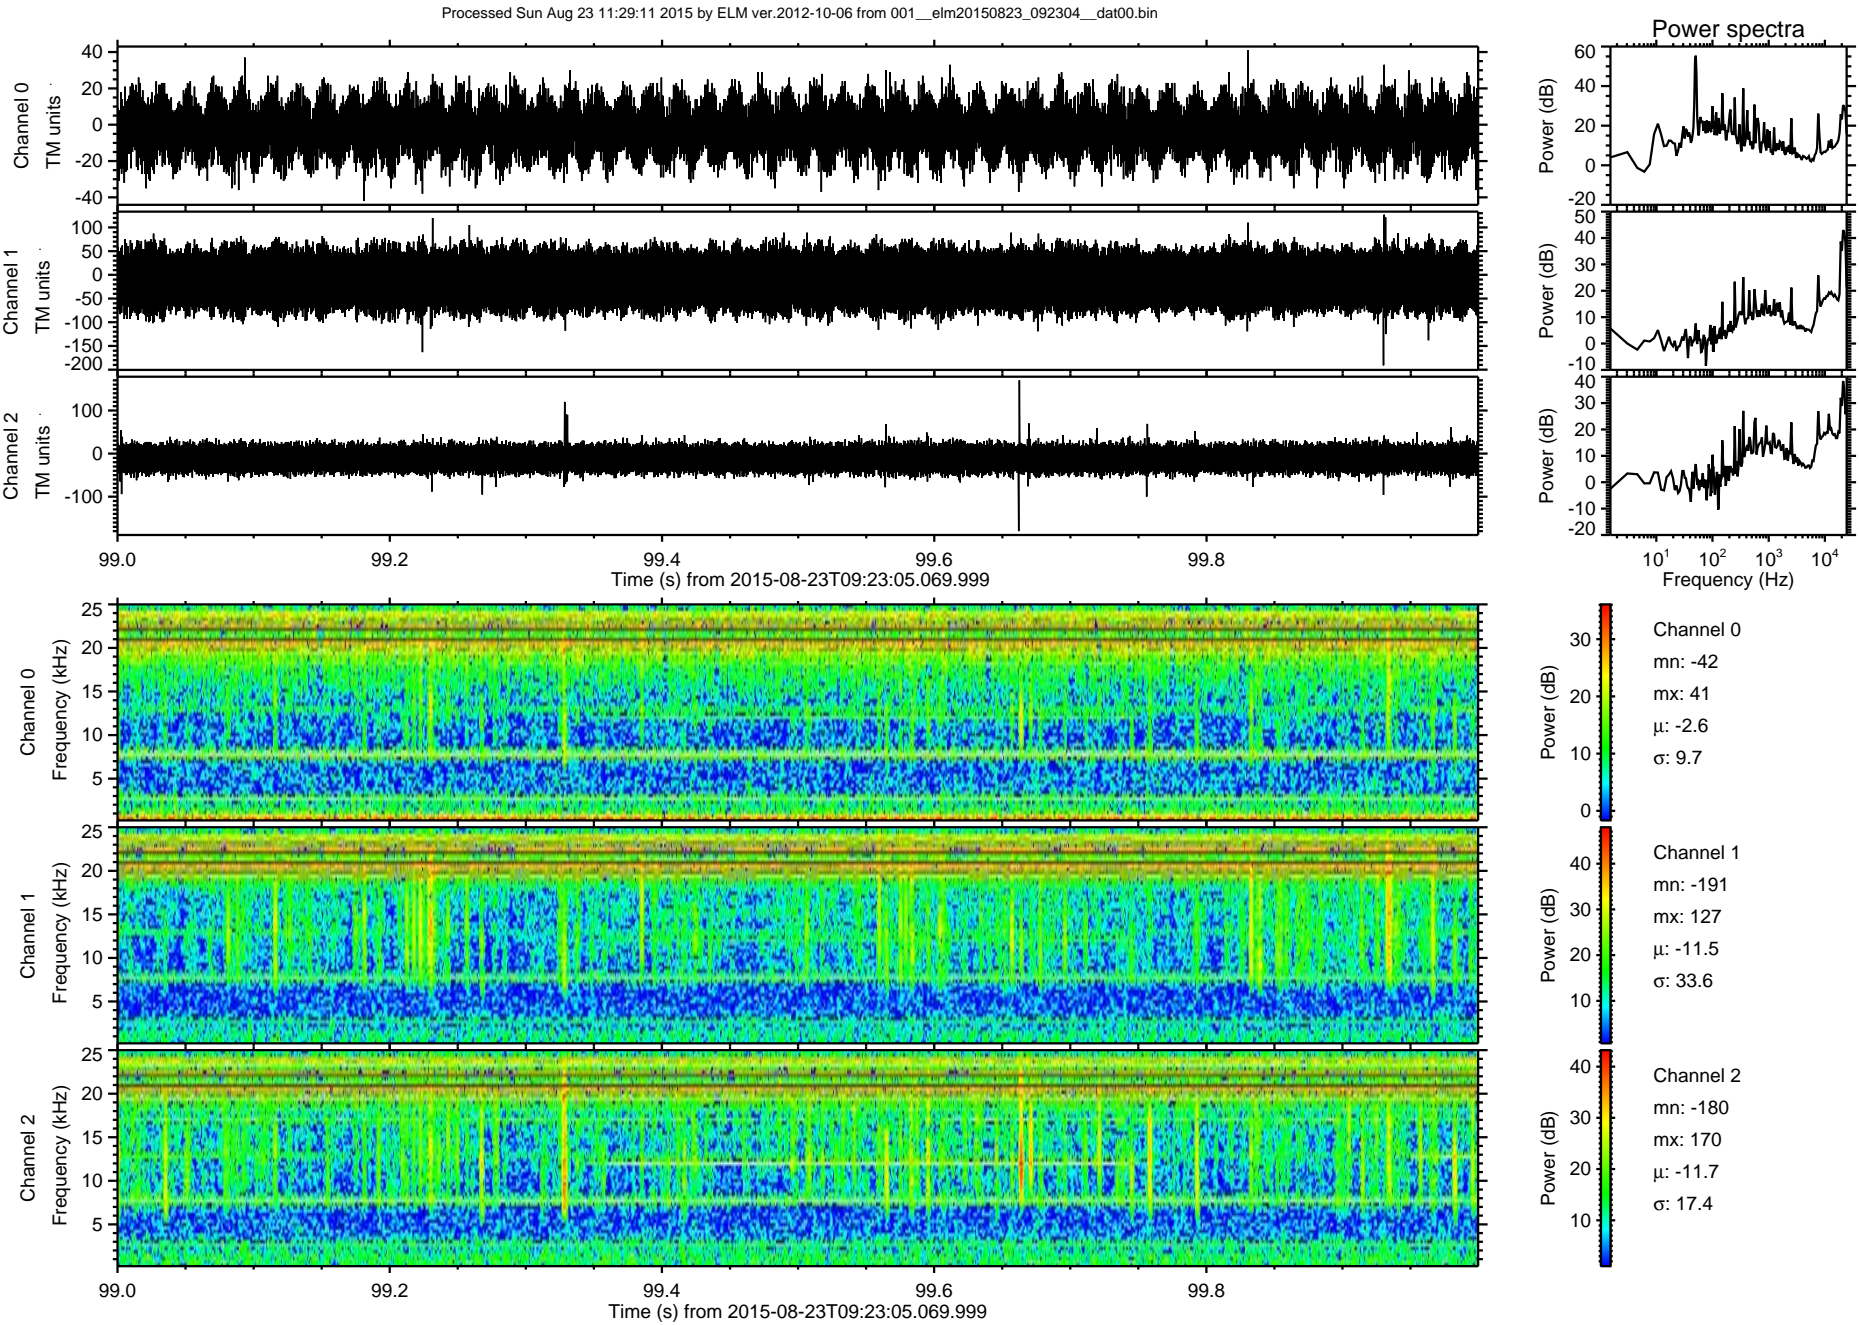 Processed Sun Aug 23 11:29:11 2015 by ELM ver.2012-10-06 from 001__elm20150823_092304__dat00.bin
Power spectra
Channel 0
TM units
40
20
0
-20
-40
Power (dB)
60
40
20
0
-20
Channel 1
TM units
100
50
0
-50
-100
-150
-200
Power (dB)
50
40
30
20
10
0
-10
Channel 2
TM units
100
0
-100
Power (dB)
40
30
20
10
0
-10
-20
99.0 99.2 99.4 99.6 99.8
Time (s) from 2015-08-23T09:23:05.069.999
10¹ 10² 10³ 10⁴
Frequency (Hz)
Channel 0
Frequency (kHz)
25
20
15
10
5
Power (dB)
30
20
10
0
Channel 0
mn: -42
mx: 41
μ: -2.6
σ: 9.7
Channel 1
Frequency (kHz)
25
20
15
10
5
Power (dB)
40
30
20
10
Channel 1
mn: -191
mx: 127
μ: -11.5
σ: 33.6
Channel 2
Frequency (kHz)
25
20
15
10
5
Power (dB)
40
30
20
10
Channel 2
mn: -180
mx: 170
μ: -11.7
σ: 17.4
99.0 99.2 99.4 99.6 99.8
Time (s) from 2015-08-23T09:23:05.069.999